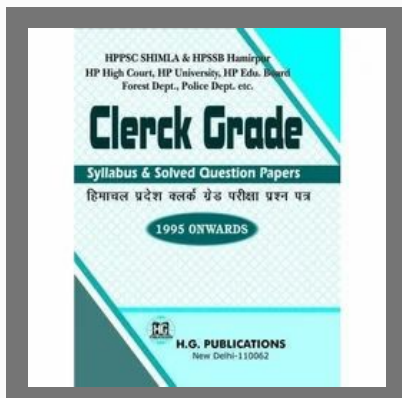 HPPSC SHIMLA & HPSSB Hamirpur
HP High Court, HP University, HP Edu. Board
Forest Dept., Police Dept. etc.
Clerck Grade
Syllabus & Solved Question Papers
हिमाचल प्रदेश क्लर्क ग्रेड परीक्षा प्रश्न पत्र
1995 ONWARDS
HG
H.G. PUBLICATIONS
New Delhi-110062